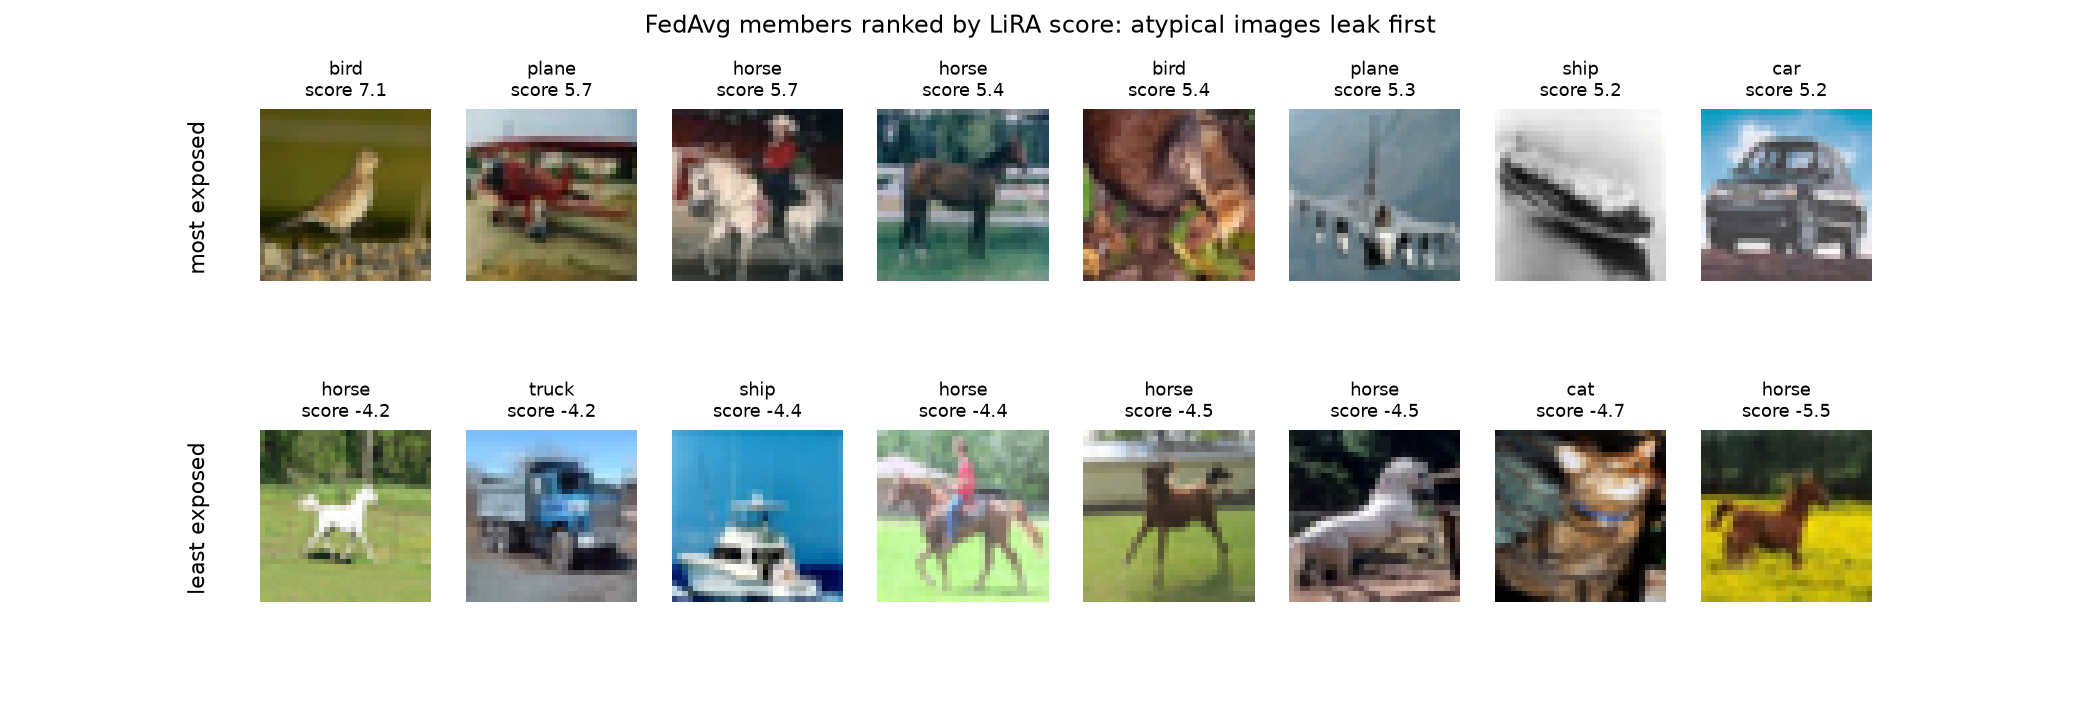 FedAvg members ranked by LiRA score: atypical images leak first
most exposed
bird
score 7.1
plane
score 5.7
horse
score 5.7
horse
score 5.4
bird
score 5.4
plane
score 5.3
ship
score 5.2
car
score 5.2
least exposed
horse
score -4.2
truck
score -4.2
ship
score -4.4
horse
score -4.4
horse
score -4.5
horse
score -4.5
cat
score -4.7
horse
score -5.5